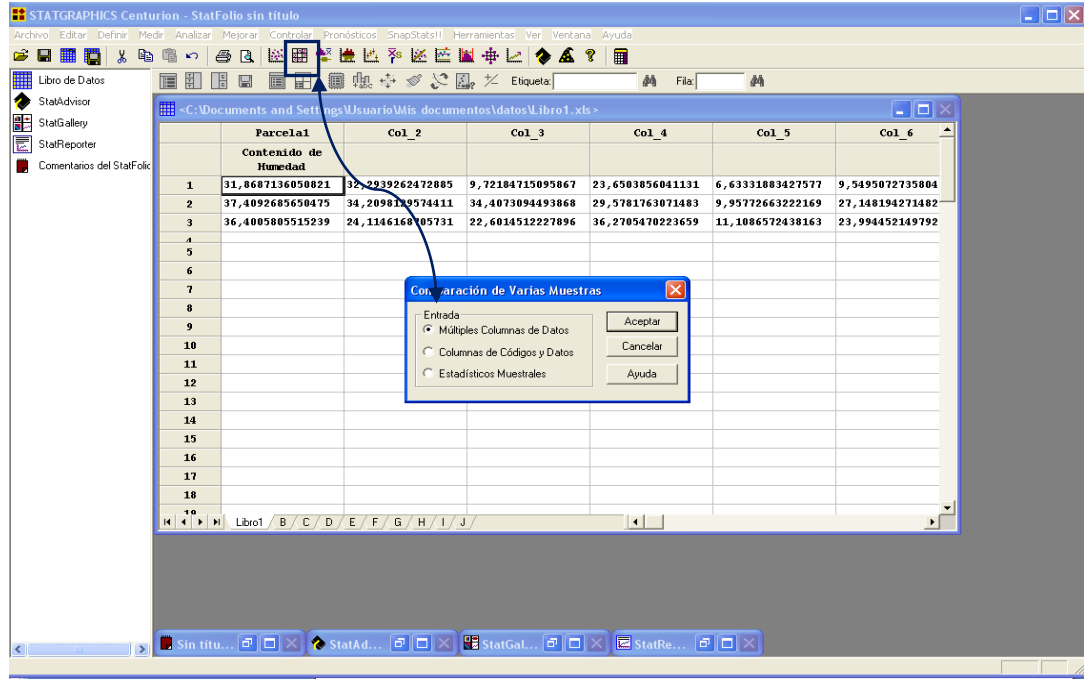 STATGRAPHICS Centurion - StatFolio sin título
Archivo Editar Definir Medir Analizar Mejorar Controlar Pronósticos SnapStats!! Herramientas Ver Ventana Ayuda
Etiqueta: Fila:
Libro de Datos
StatAdvisor
StatGallery
StatReporter
Comentarios del StatFolio
<C:\Documents and Settings\Usuario\Mis documentos\datos\Libro1.xls>
Parcela1 Col_2 Col_3 Col_4 Col_5 Col_6
Contenido de
Humedad
1 31,8687136050821 32,2939262472885 9,72184715095867 23,6503856041131 6,63331883427577 9,5495072735804
2 37,4092685650475 34,4073094493868 29,5781763071483 9,95772663222169 27,148194271482
3 36,4005805515239 22,6014512227896 36,2705470223659 11,1086572438163 23,994452149792
4
5
6
7
8
9
10
11
12
13
14
15
16
17
18
19
Comparación de Varias Muestras
Entrada
Múltiples Columnas de Datos
Columnas de Códigos y Datos
Estadísticos Muestrales
Aceptar
Cancelar
Ayuda
Libro1 B C D E F G H I J
Sin títu... StatAd... StatGal... StatRe...